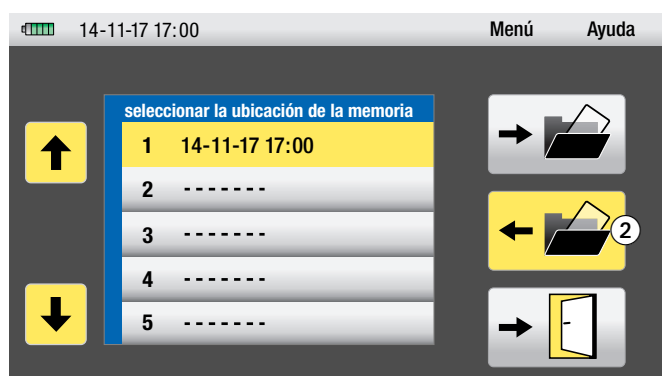 14-11-17 17:00 Menú Ayuda
seleccionar la ubicación de la memoria
1 14-11-17 17:00
2 -------
3 -------
2
4 -------
5 -------